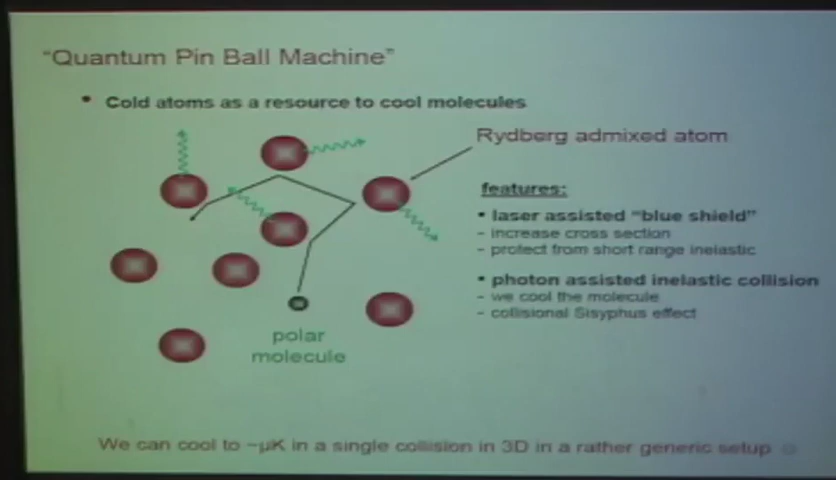 "Quantum Pin Ball Machine"
• Cold atoms as a resource to cool molecules
Rydberg admixed atom
features:
• laser assisted "blue shield"
- increase cross section
- protect from short range inelastic
• photon assisted inelastic collision
- we cool the molecule
- collisional Sisyphus effect
polar
molecule
We can cool to ~µK in a single collision in 3D in a rather generic setup ☺